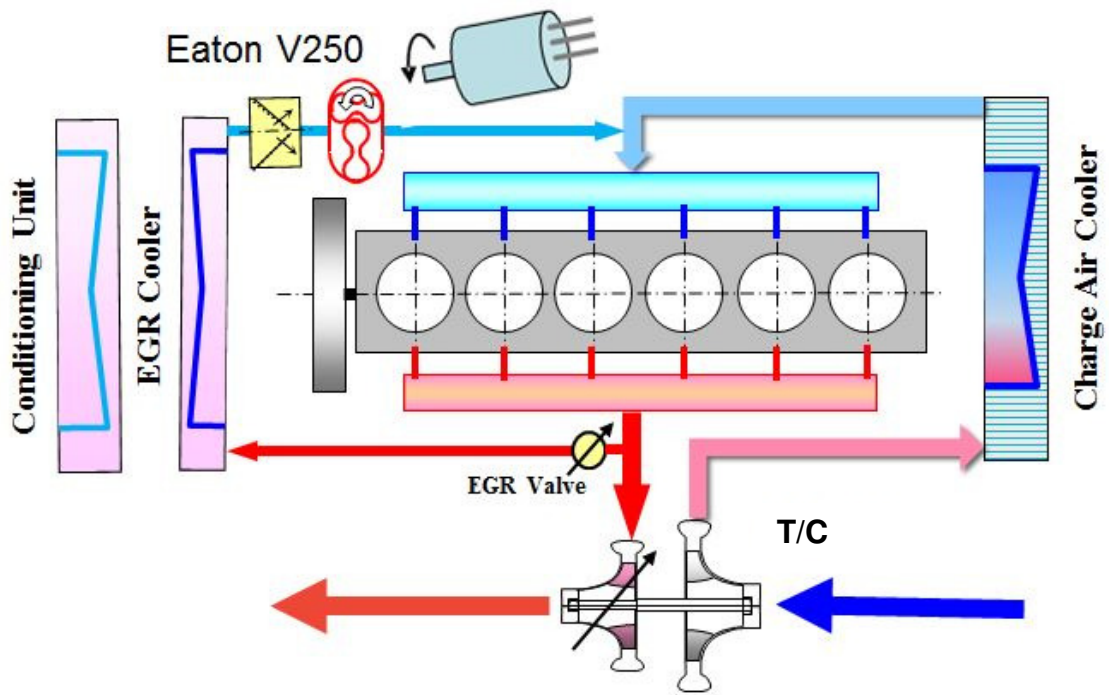 Eaton V250
Conditioning Unit
EGR Cooler
Charge Air Cooler
EGR Valve
T/C